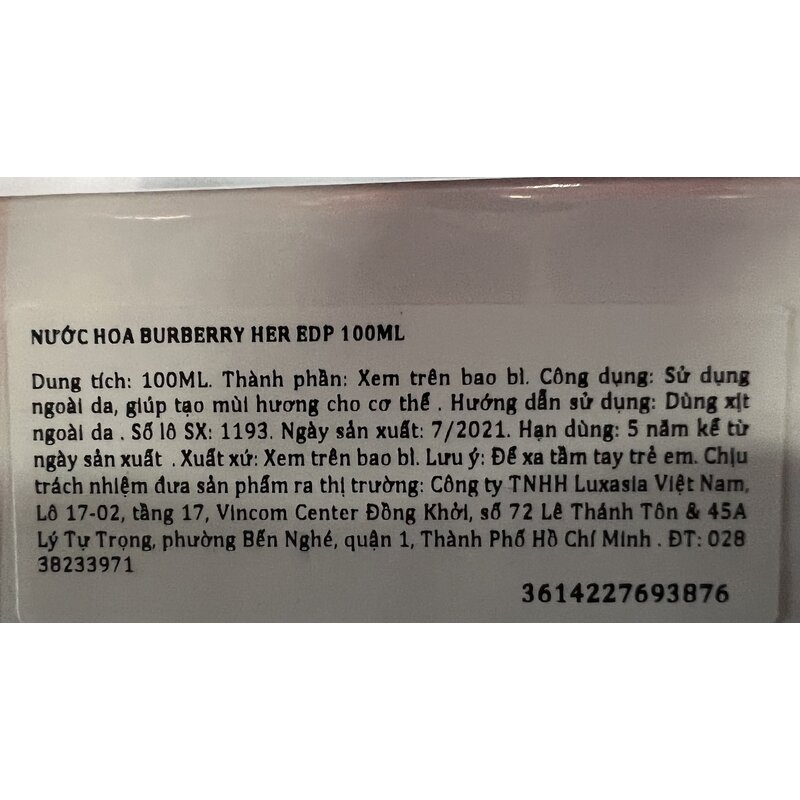 NƯỚC HOA BURBERRY HER EDP 100ML
Dung tích: 100ML. Thành phần: Xem trên bao bì. Công dụng: Sử dụng
ngoài da, giúp tạo mùi hương cho cơ thể . Hướng dẫn sử dụng: Dùng xịt
ngoài da . Số lô SX: 1193. Ngày sản xuất: 7/2021. Hạn dùng: 5 năm kể từ
ngày sản xuất . Xuất xứ: Xem trên bao bì. Lưu ý: Để xa tầm tay trẻ em. Chịu
trách nhiệm đưa sản phẩm ra thị trường: Công ty TNHH Luxasia Việt Nam,
Lô 17-02, tầng 17, Vincom Center Đồng Khởi, số 72 Lê Thánh Tôn & 45A
Lý Tự Trọng, phường Bến Nghé, quận 1, Thành Phố Hồ Chí Minh . ĐT: 028
38233971
3614227693876